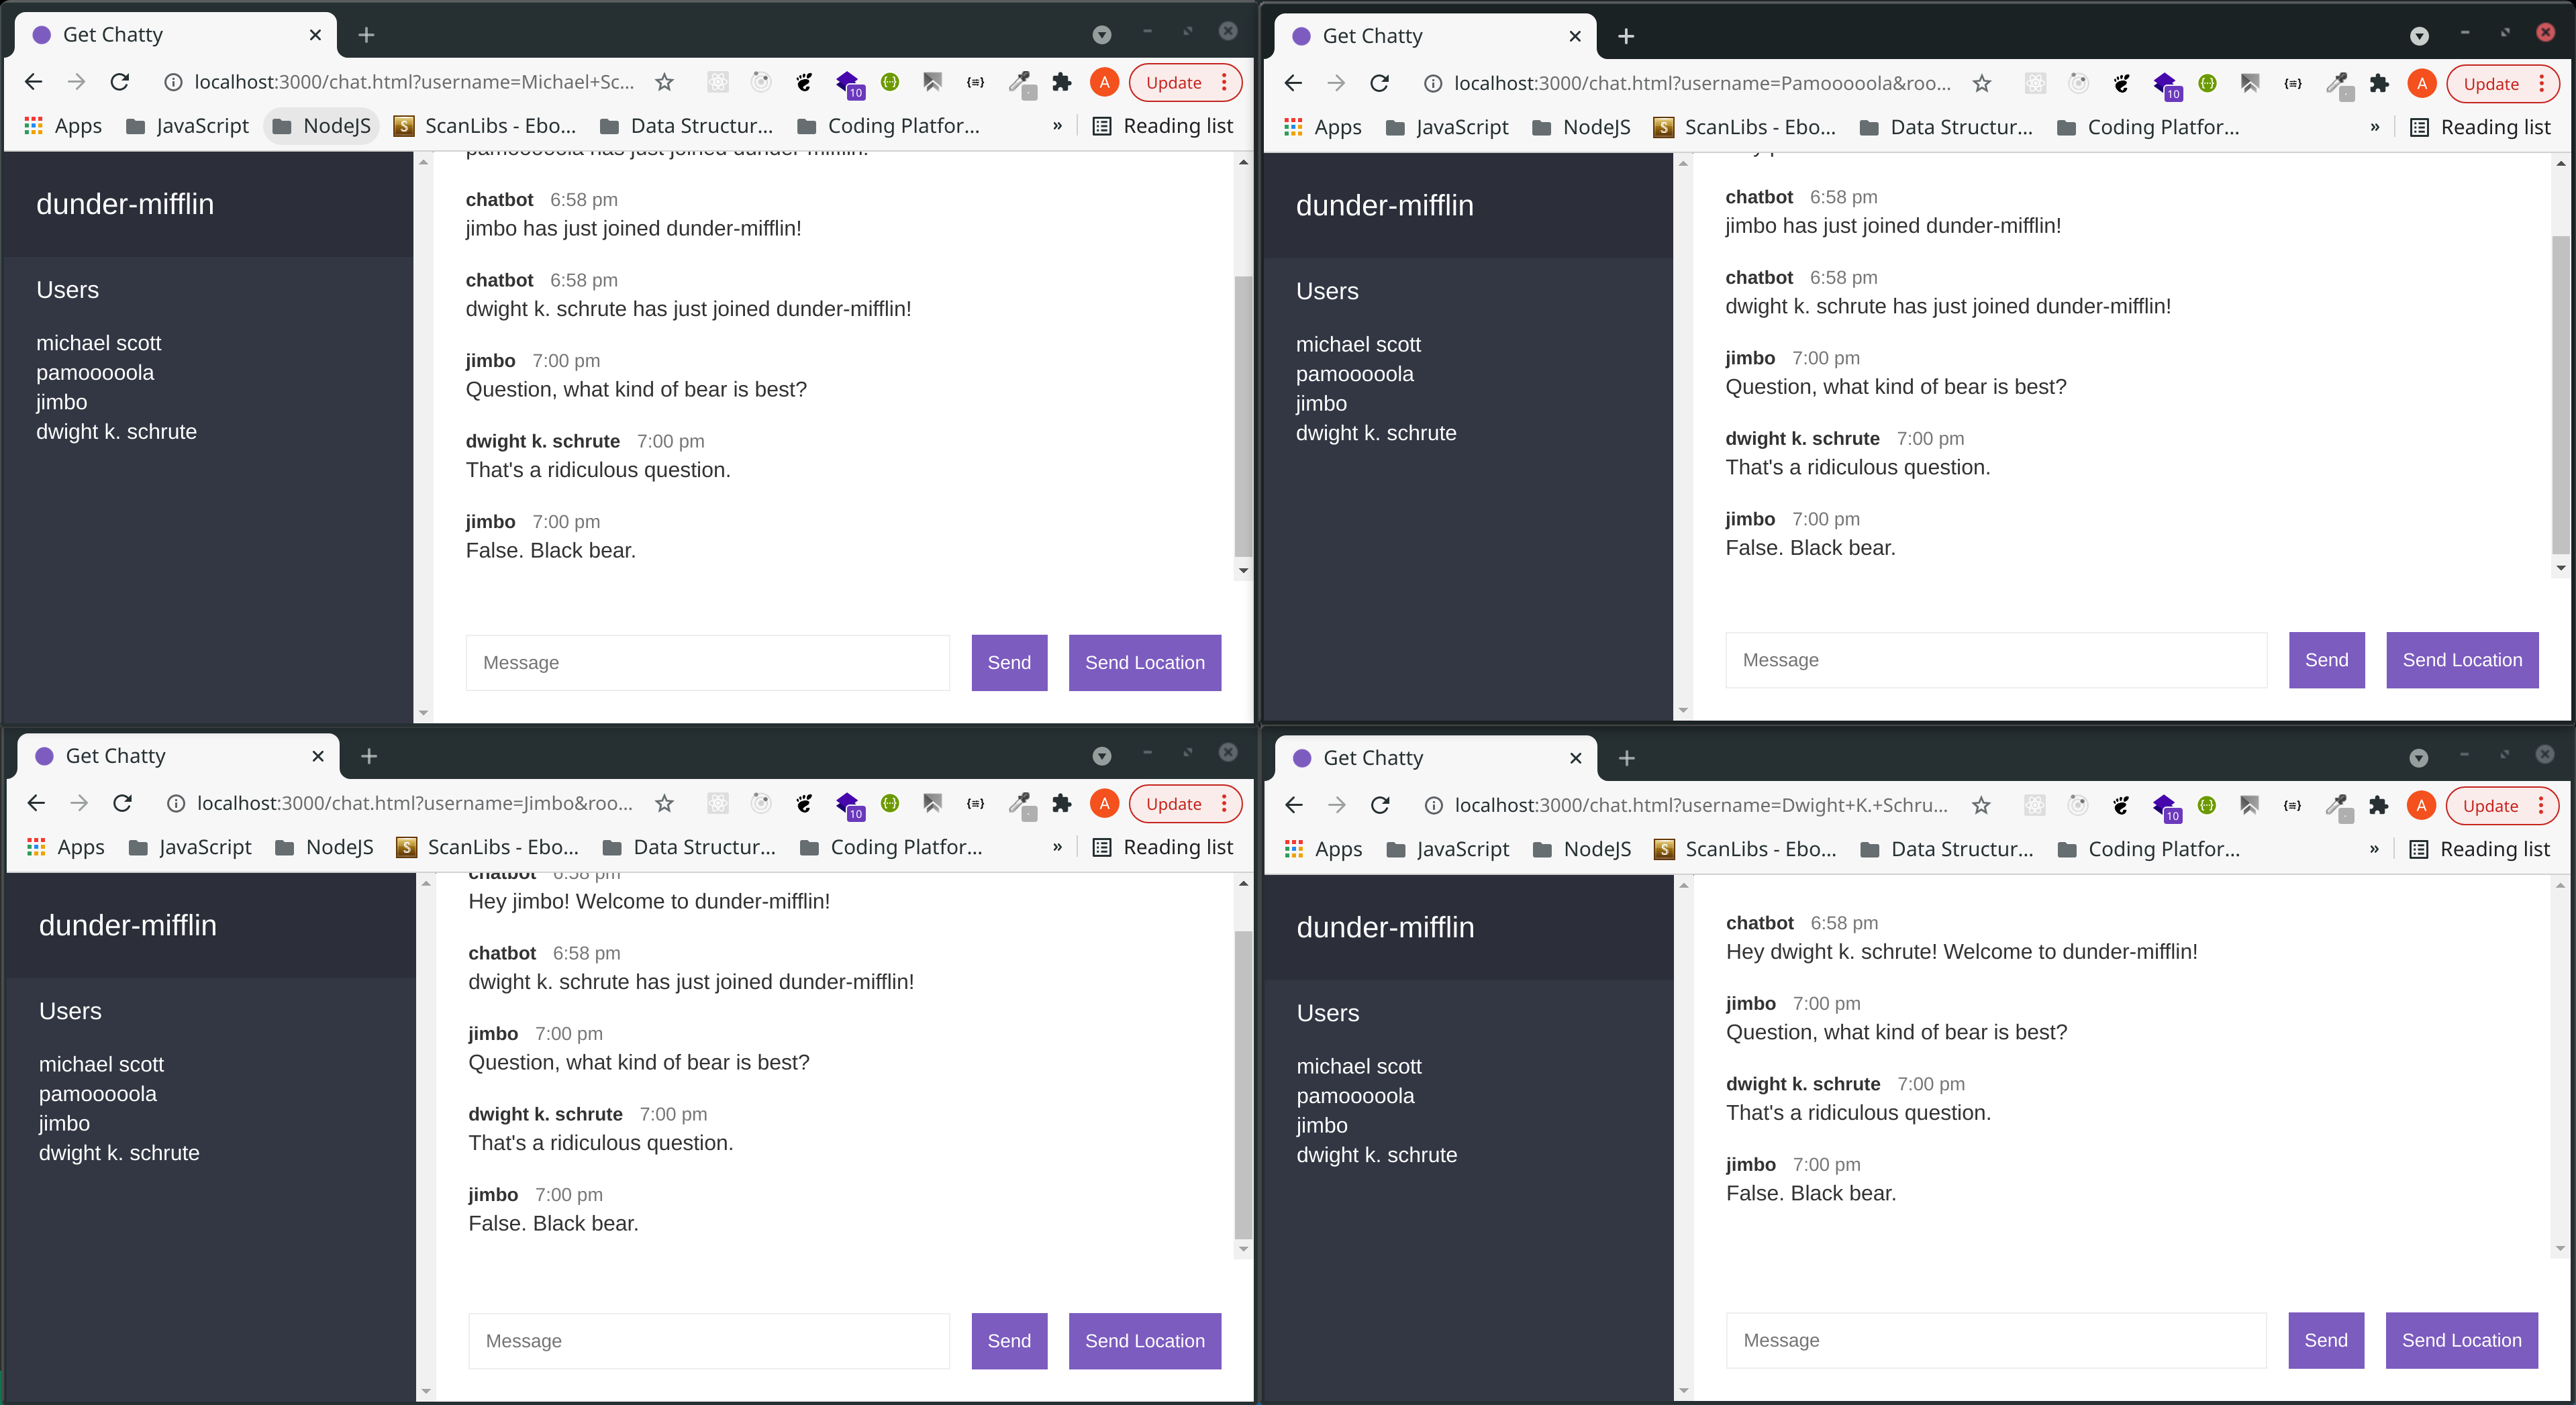 Get Chatty
localhost:3000/chat.html?username=Michael+Sc...
10
A
Update
Apps JavaScript NodeJS ScanLibs - Ebo... Data Structur... Coding Platfor... » Reading list
dunder-mifflin
Users
michael scott
pamooooola
jimbo
dwight k. schrute
pamooooola has just joined dunder-mifflin!
chatbot 6:58 pm
jimbo has just joined dunder-mifflin!
chatbot 6:58 pm
dwight k. schrute has just joined dunder-mifflin!
jimbo 7:00 pm
Question, what kind of bear is best?
dwight k. schrute 7:00 pm
That's a ridiculous question.
jimbo 7:00 pm
False. Black bear.
Message Send Send Location
Get Chatty
localhost:3000/chat.html?username=Pamooooola&roo...
10
A
Update
Apps JavaScript NodeJS ScanLibs - Ebo... Data Structur... Coding Platfor... » Reading list
dunder-mifflin
Users
michael scott
pamooooola
jimbo
dwight k. schrute
chatbot 6:58 pm
jimbo has just joined dunder-mifflin!
chatbot 6:58 pm
dwight k. schrute has just joined dunder-mifflin!
jimbo 7:00 pm
Question, what kind of bear is best?
dwight k. schrute 7:00 pm
That's a ridiculous question.
jimbo 7:00 pm
False. Black bear.
Message Send Send Location
Get Chatty
localhost:3000/chat.html?username=Jimbo&roo...
10
A
Update
Apps JavaScript NodeJS ScanLibs - Ebo... Data Structur... Coding Platfor... » Reading list
dunder-mifflin
Users
michael scott
pamooooola
jimbo
dwight k. schrute
chatbot 6:58 pm
Hey jimbo! Welcome to dunder-mifflin!
chatbot 6:58 pm
dwight k. schrute has just joined dunder-mifflin!
jimbo 7:00 pm
Question, what kind of bear is best?
dwight k. schrute 7:00 pm
That's a ridiculous question.
jimbo 7:00 pm
False. Black bear.
Message Send Send Location
Get Chatty
localhost:3000/chat.html?username=Dwight+K.+Schru...
10
A
Update
Apps JavaScript NodeJS ScanLibs - Ebo... Data Structur... Coding Platfor... » Reading list
dunder-mifflin
Users
michael scott
pamooooola
jimbo
dwight k. schrute
chatbot 6:58 pm
Hey dwight k. schrute! Welcome to dunder-mifflin!
jimbo 7:00 pm
Question, what kind of bear is best?
dwight k. schrute 7:00 pm
That's a ridiculous question.
jimbo 7:00 pm
False. Black bear.
Message Send Send Location